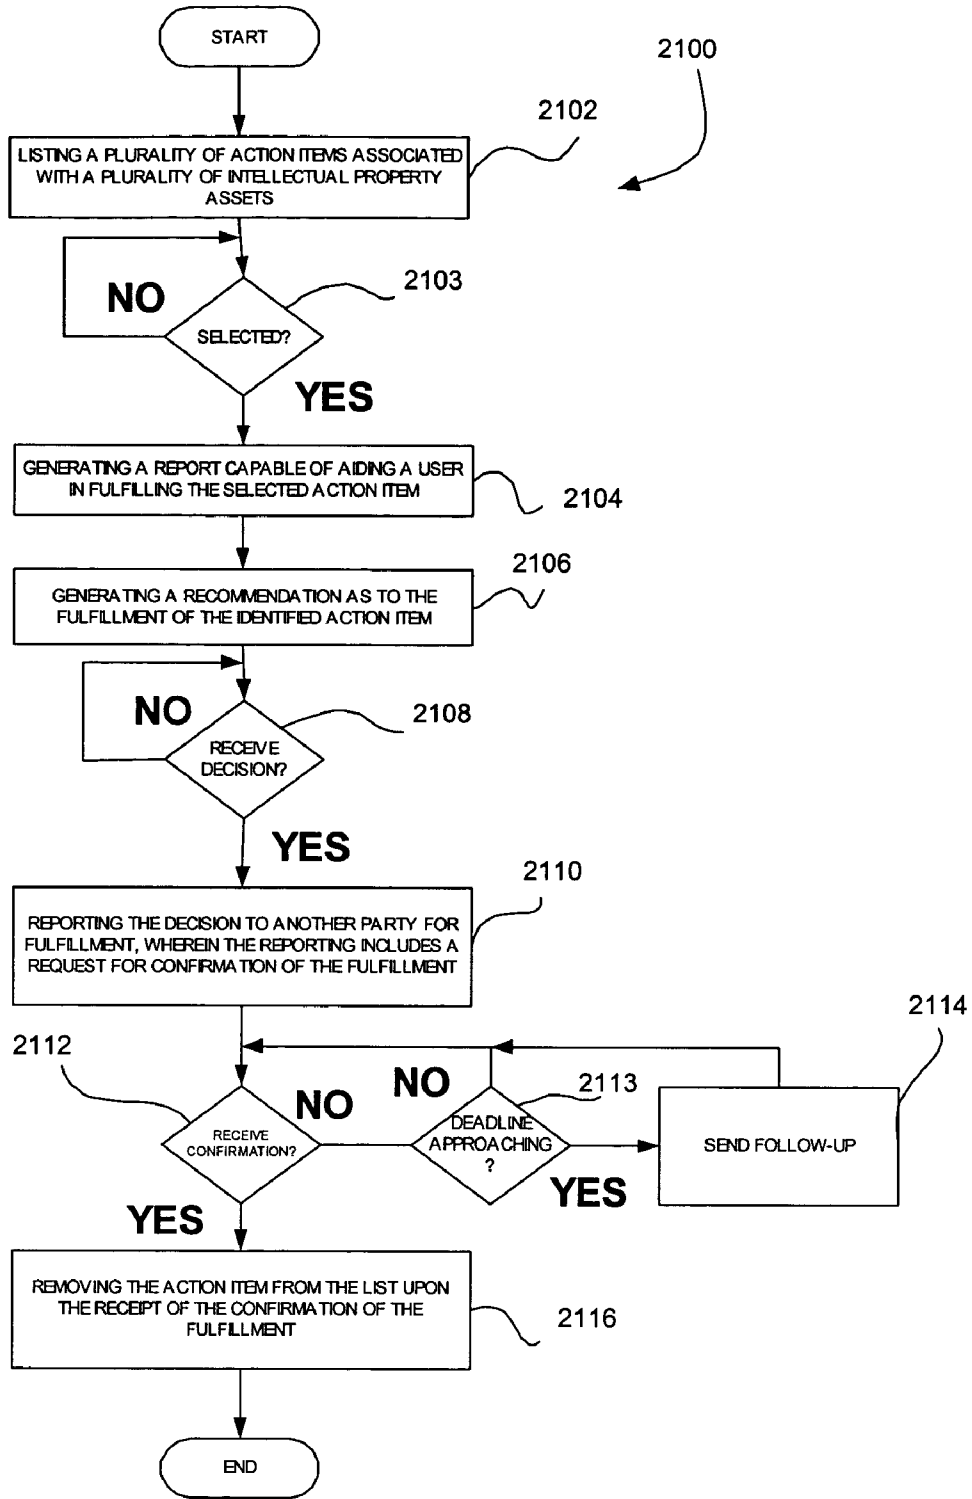 START
2100
2102
LISTING A PLURALITY OF ACTION ITEMS ASSOCIATED
WITH A PLURALITY OF INTELLECTUAL PROPERTY
ASSETS
2103
NO
SELECTED?
YES
GENERATING A REPORT CAPABLE OF AIDING A USER
IN FULFILLING THE SELECTED ACTION ITEM
2104
2106
GENERATING A RECOMMENDATION AS TO THE
FULFILLMENT OF THE IDENTIFIED ACTION ITEM
NO
2108
RECEIVE
DECISION?
YES
2110
REPORTING THE DECISION TO ANOTHER PARTY FOR
FULFILLMENT, WHEREIN THE REPORTING INCLUDES A
REQUEST FOR CONFIRMATION OF THE FULFILLMENT
2114
2112
NO
NO
2113
RECEIVE
CONFIRMATION?
DEADLINE
APPROACHING
?
SEND FOLLOW-UP
YES
YES
REMOVING THE ACTION ITEM FROM THE LIST UPON
THE RECEIPT OF THE CONFIRMATION OF THE
FULFILLMENT
2116
END